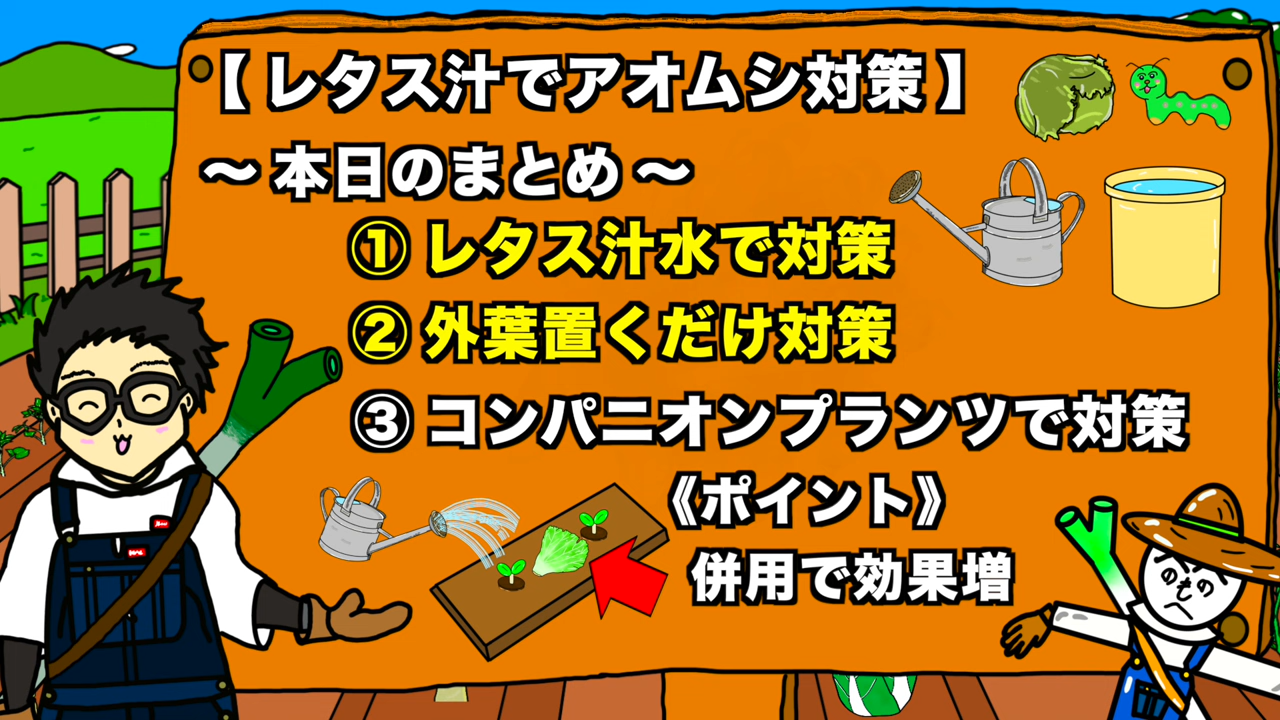 【レタス汁でアオムシ対策】
～本日のまとめ～
①レタス汁水で対策
②外葉置くだけ対策
③コンパニオンプランツで対策
《ポイント》
併用で効果増